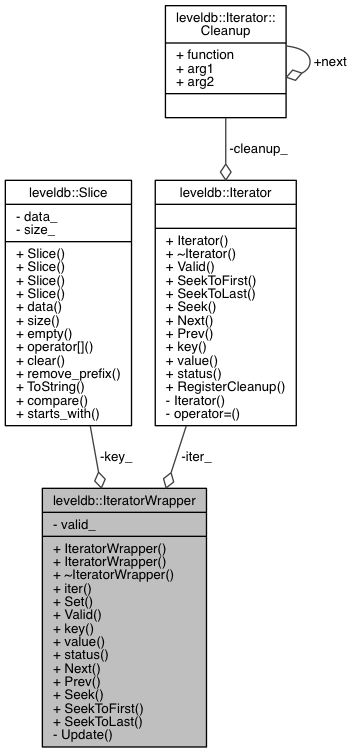 leveldb::Iterator::
Cleanup
+ function
+ arg1
+ arg2
+next
-cleanup_
leveldb::Slice
- data_
- size_
+ Slice()
+ Slice()
+ Slice()
+ Slice()
+ data()
+ size()
+ empty()
+ operator[]()
+ clear()
+ remove_prefix()
+ ToString()
+ compare()
+ starts_with()
leveldb::Iterator
+ Iterator()
+ ~Iterator()
+ Valid()
+ SeekToFirst()
+ SeekToLast()
+ Seek()
+ Next()
+ Prev()
+ key()
+ value()
+ status()
+ RegisterCleanup()
- Iterator()
- operator=()
-key_
-iter_
leveldb::IteratorWrapper
- valid_
+ IteratorWrapper()
+ IteratorWrapper()
+ ~IteratorWrapper()
+ iter()
+ Set()
+ Valid()
+ key()
+ value()
+ status()
+ Next()
+ Prev()
+ Seek()
+ SeekToFirst()
+ SeekToLast()
- Update()